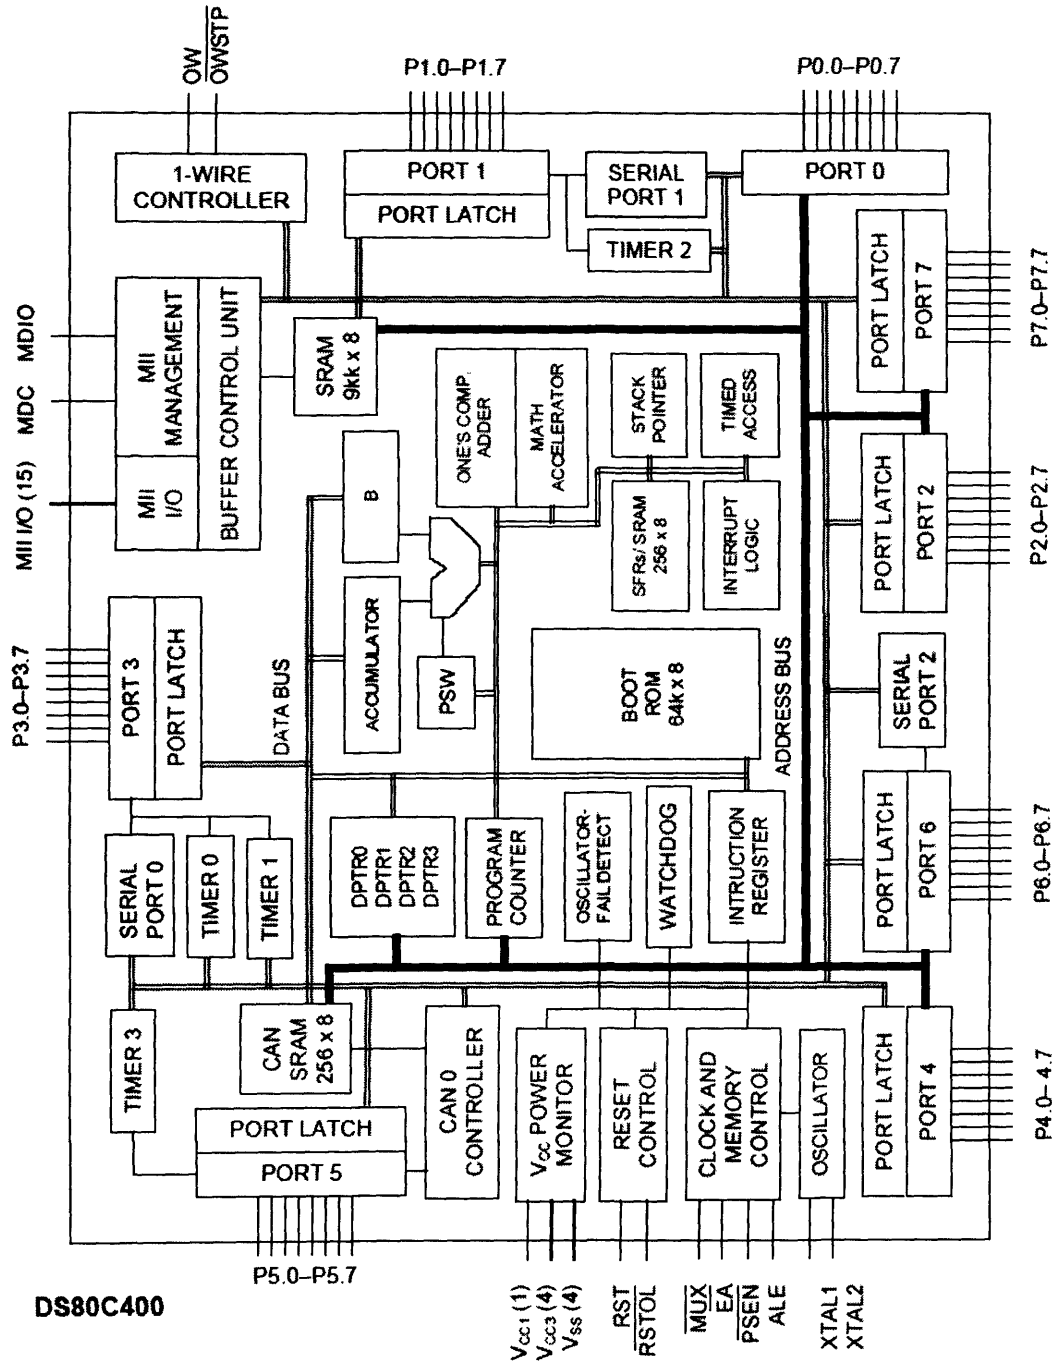 OW
OWSTP
P1.0–P1.7
P0.0–P0.7
1-WIRE
CONTROLLER
PORT 1
PORT LATCH
SERIAL
PORT 1
TIMER 2
PORT 0
MII I/O (15)
MDC
MDIO
MII
I/O
MII
MANAGEMENT
BUFFER CONTROL UNIT
SRAM
9kk x 8
PORT LATCH
PORT 7
P7.0–P7.7
ONE'S COMP.
ADDER
MATH
ACCELERATOR
STACK
POINTER
TIMED
ACCESS
B
SFRs/ SRAM
256 x 8
INTERRUPT
LOGIC
PORT LATCH
PORT 2
P2.0–P2.7
P3.0–P3.7
PORT 3
PORT LATCH
DATA BUS
ACCUMULATOR
PSW
BOOT
ROM
64k x 8
ADDRESS BUS
SERIAL
PORT 2
SERIAL
PORT 0
TIMER 0
TIMER 1
DPTR0
DPTR1
DPTR2
DPTR3
PROGRAM
COUNTER
OSCILLATOR-
FAIL DETECT
WATCHDOG
INTRUCTION
REGISTER
PORT LATCH
PORT 6
P6.0–P6.7
TIMER 3
CAN
SRAM
256 x 8
PORT LATCH
PORT 5
CAN 0
CONTROLLER
VCC POWER
MONITOR
RESET
CONTROL
CLOCK AND
MEMORY
CONTROL
OSCILLATOR
PORT LATCH
PORT 4
P4.0– 4.7
P5.0–P5.7
VCC1 (1)
VCC3 (4)
VSS (4)
RST
RSTOL
MUX
EA
PSEN
ALE
XTAL1
XTAL2
DS80C400